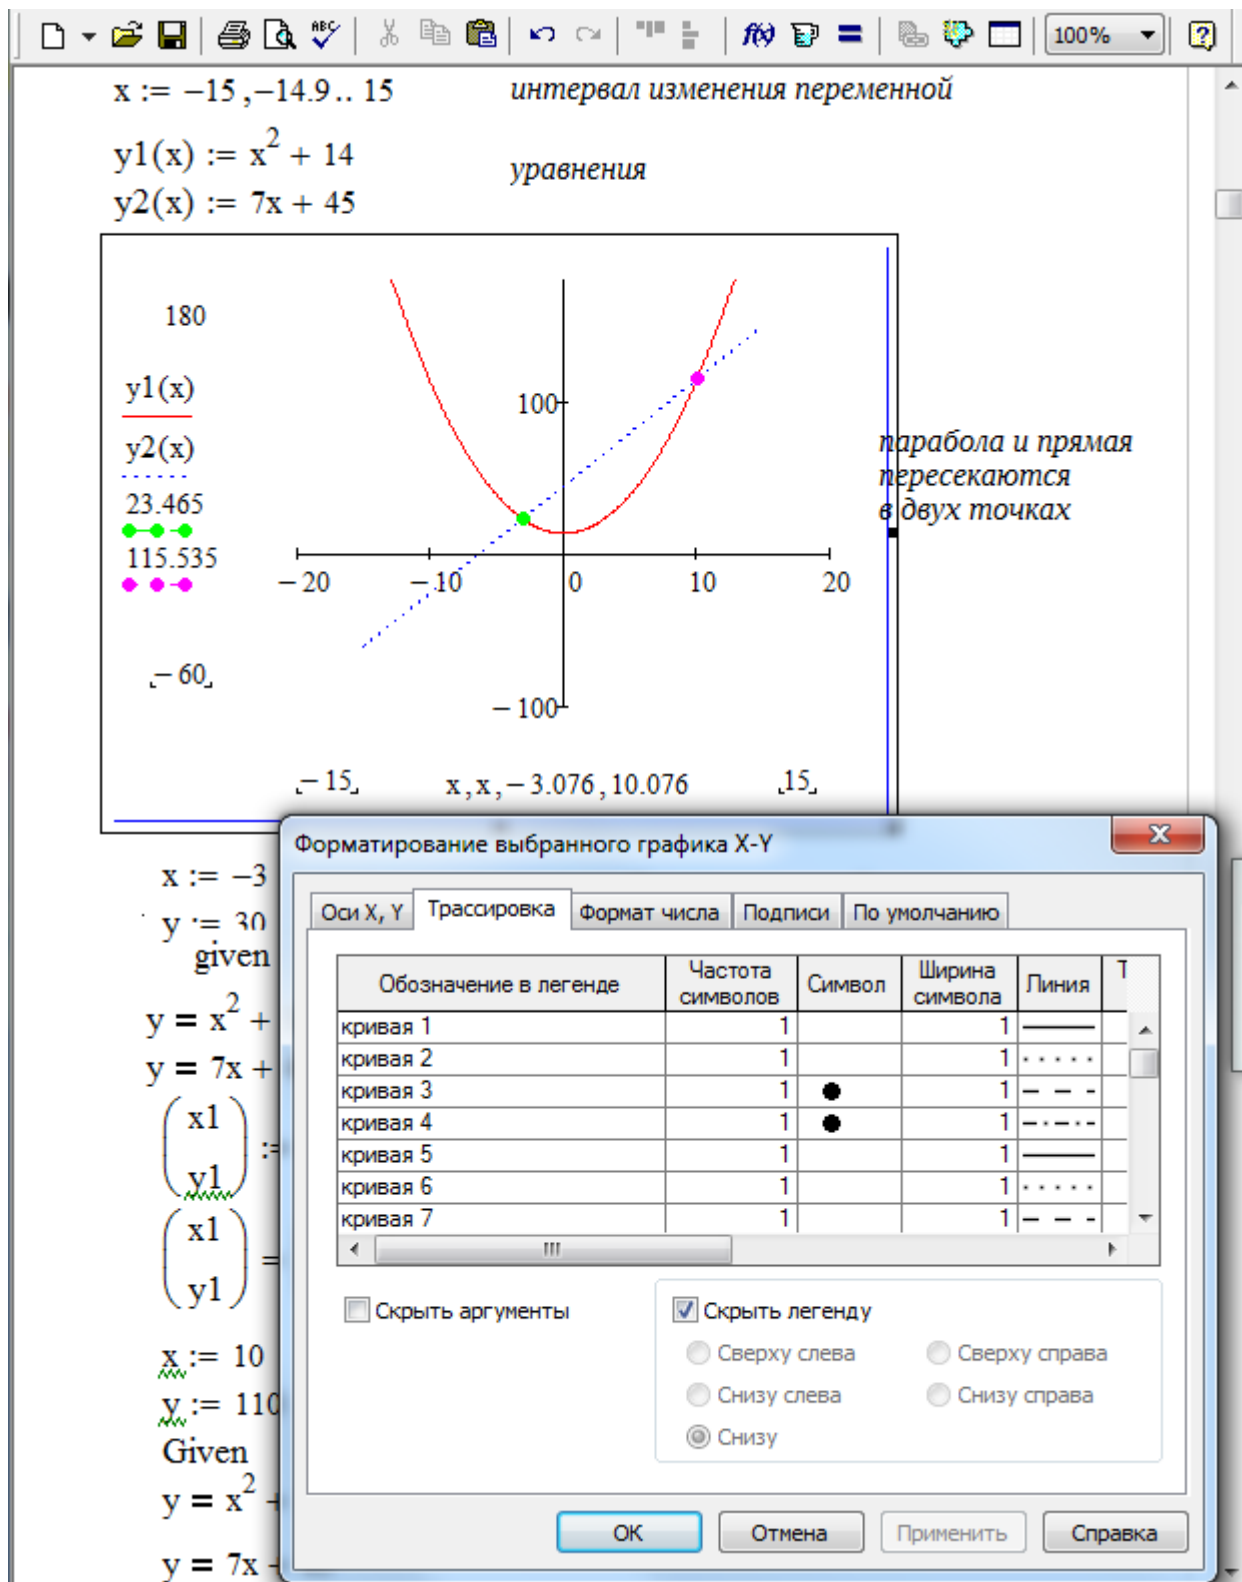 100%
x := −15 , −14.9 .. 15 интервал изменения переменной
y1(x) := x² + 14
уравнения
y2(x) := 7x + 45
180
y1(x)
100
y2(x)
парабола и прямая
пересекаются
в двух точках
23.465
115.535
−20 −10 0 10 20
−60
−100
−15 x , x , −3.076 , 10.076 15
Форматирование выбранного графика X-Y
x := −3
Оси X, Y Трассировка Формат числа Подписи По умолчанию
y := 30
given
Обозначение в легенде Частота символов Символ Ширина символа Линия Т
y = x² +
кривая 1 1 1
кривая 2 1 1
y = 7x +
кривая 3 1 1
кривая 4 1 1
кривая 5 1 1
кривая 6 1 1
кривая 7 1 1
x1
y1 :=
x1
y1 =
Скрыть аргументы Скрыть легенду
Сверху слева Сверху справа
x := 10
Снизу слева Снизу справа
y := 110
Снизу
Given
y = x² +
ОК Отмена Применить Справка
y = 7x +